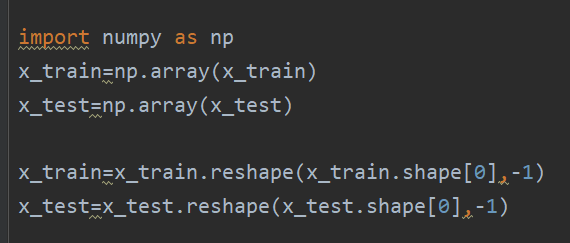 import numpy as np
x_train=np.array(x_train)
x_test=np.array(x_test)
x_train=x_train.reshape(x_train.shape[0],-1)
x_test=x_test.reshape(x_test.shape[0],-1)